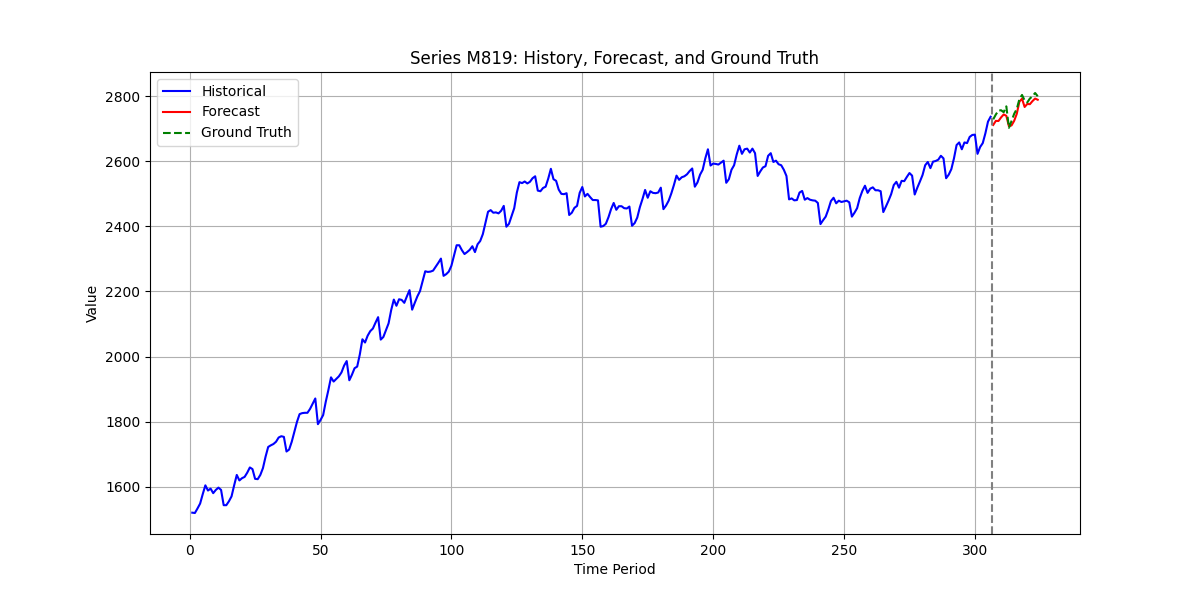 Series M819: History, Forecast, and Ground Truth
Historical
Forecast
Ground Truth
Value
2800
2600
2400
2200
2000
1800
1600
0 50 100 150 200 250 300
Time Period